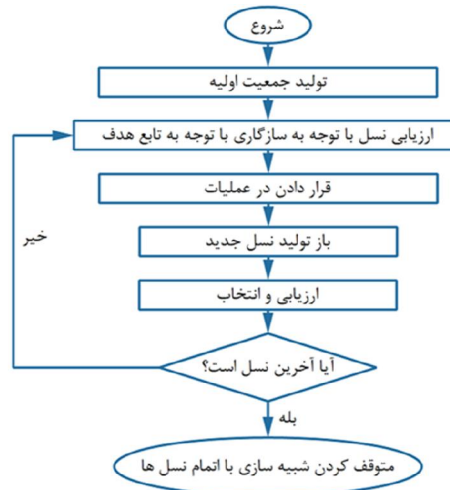 شروع
تولید جمعیت اولیه
ارزیابی نسل با توجه به سازگاری با توجه به تابع هدف
قرار دادن در عملیات
باز تولید نسل جدید
ارزیابی و انتخاب
آیا آخرین نسل است؟
خیر
بله
متوقف کردن شبیه سازی با اتمام نسل ها